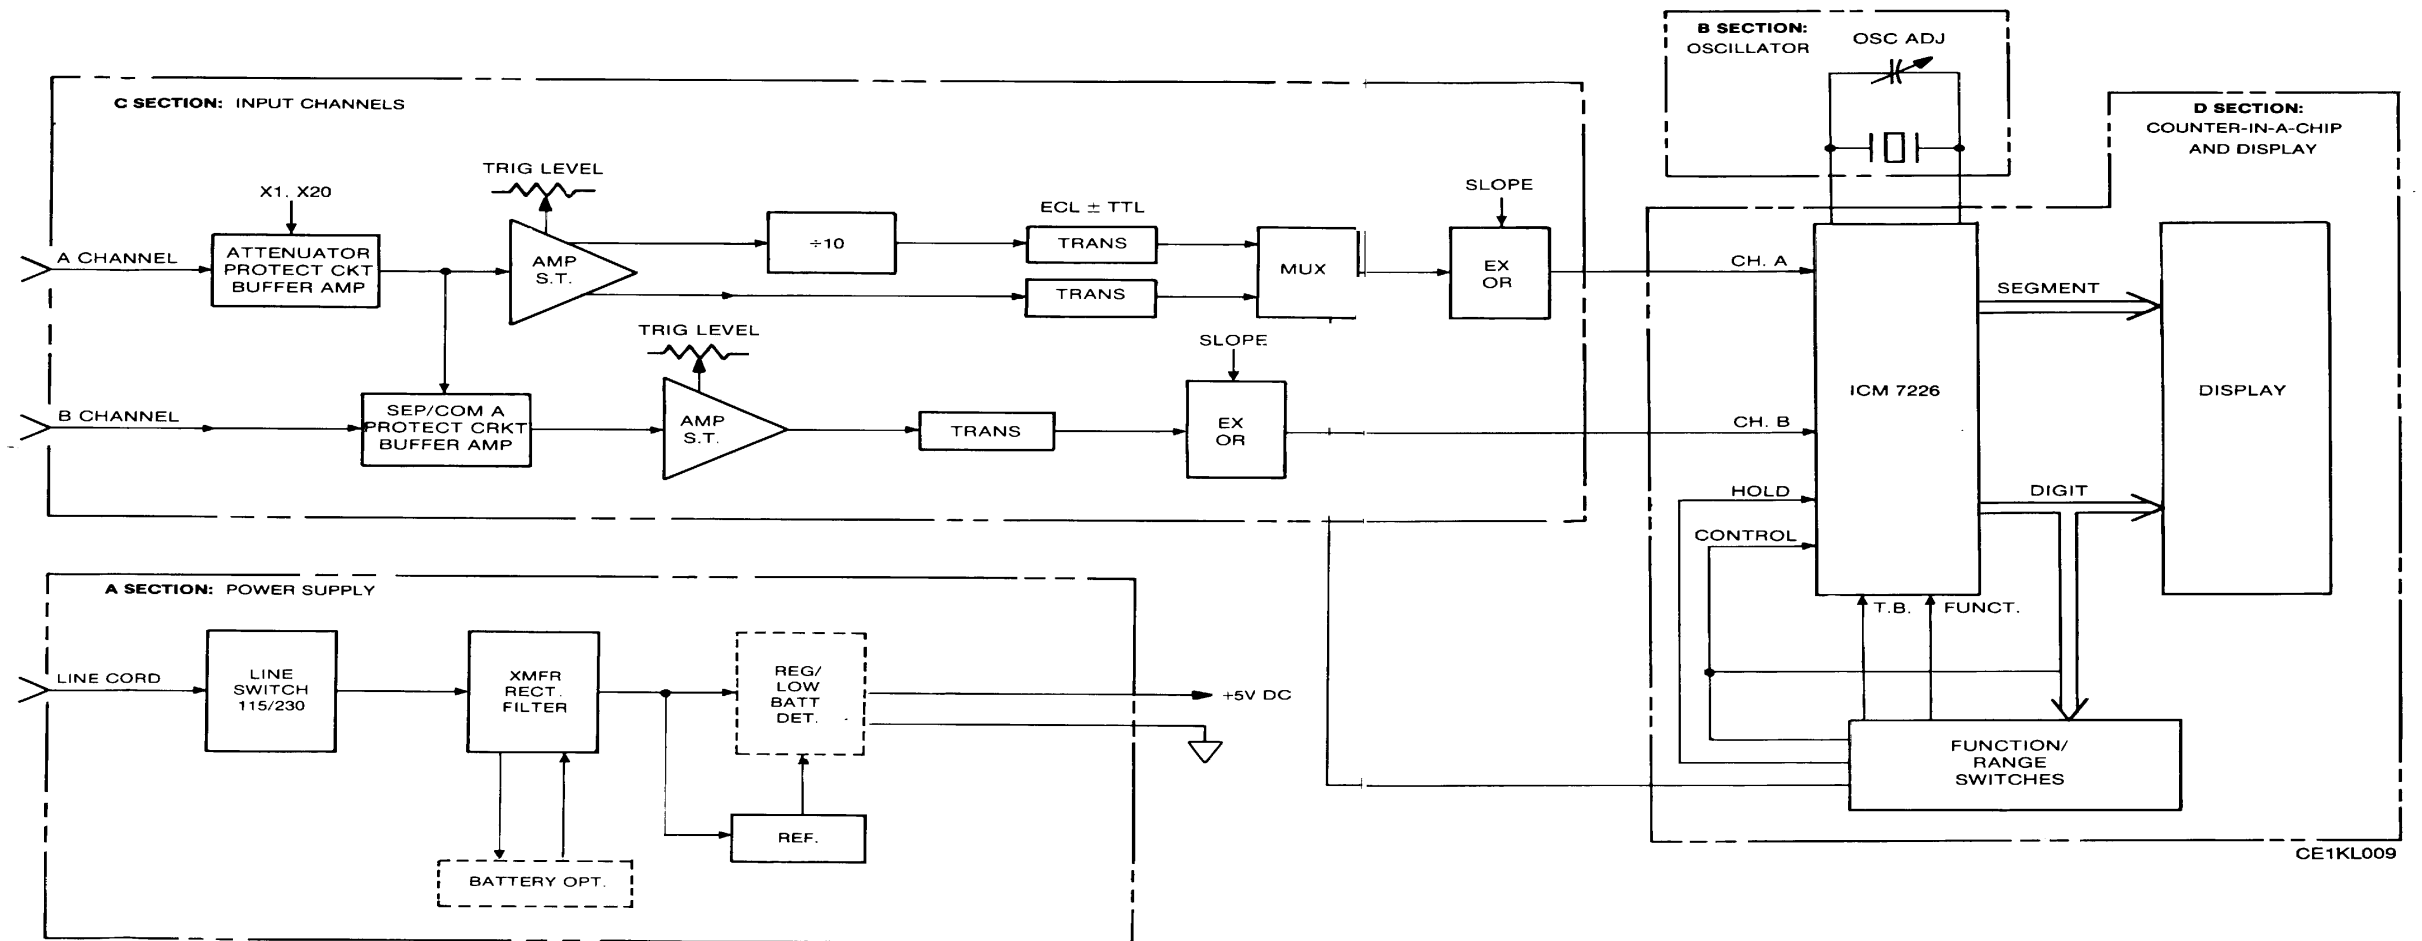 B SECTION:
OSCILLATOR
OSC ADJ
C SECTION: INPUT CHANNELS
D SECTION:
COUNTER-IN-A-CHIP
AND DISPLAY
TRIG LEVEL
X1. X20
ECL ± TTL
SLOPE
A CHANNEL
ATTENUATOR
PROTECT CKT
BUFFER AMP
AMP
S.T.
÷10
TRANS
TRANS
MUX
EX
OR
CH. A
SEGMENT
TRIG LEVEL
SLOPE
B CHANNEL
SEP/COM A
PROTECT CRKT
BUFFER AMP
AMP
S.T.
TRANS
EX
OR
CH. B
ICM 7226
DISPLAY
HOLD
DIGIT
CONTROL
T.B.
FUNCT.
A SECTION: POWER SUPPLY
LINE CORD
LINE
SWITCH
115/230
XMFR
RECT.
FILTER
REG/
LOW
BATT
DET.
+5V DC
FUNCTION/
RANGE
SWITCHES
REF.
BATTERY OPT.
CE1KL009